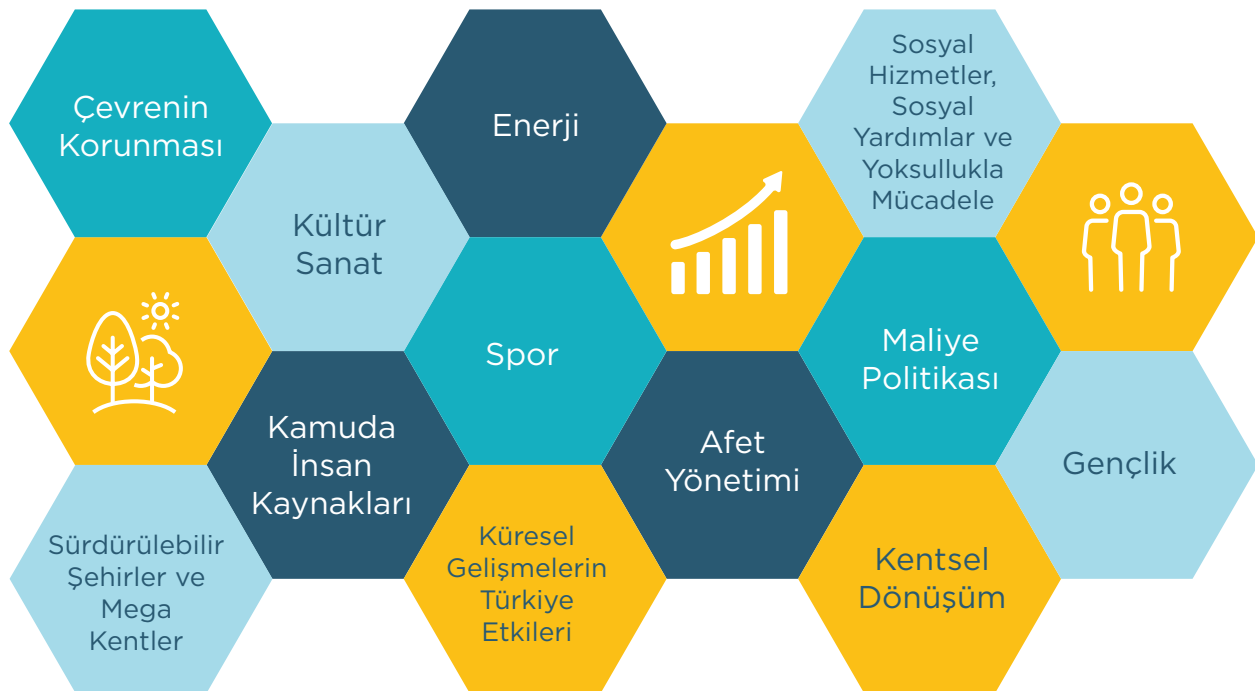 Çevrenin
Korunması
Enerji
Sosyal
Hizmetler,
Sosyal
Yardımlar ve
Yoksullukla
Mücadele
Kültür
Sanat
Spor
Maliye
Politikası
Kamuda
İnsan
Kaynakları
Afet
Yönetimi
Gençlik
Sürdürülebilir
Şehirler ve
Mega
Kentler
Küresel
Gelişmelerin
Türkiye
Etkileri
Kentsel
Dönüşüm